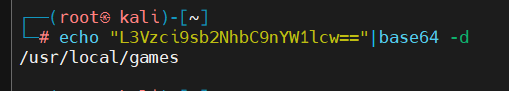 ┌──(root㉿ kali)-[~]
└─# echo "L3Vzci9sb2NhbC9nYW1lcw=="|base64 -d
/usr/local/games